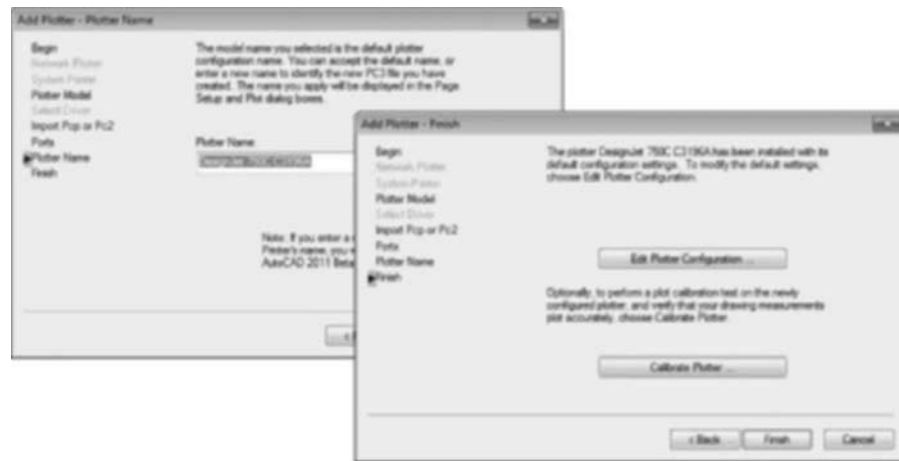 Add Plotter - Plotter Name
Begin
Network Plotter
System Printer
Plotter Model
Select Driver
Import Pcp or Pc2
Ports
Plotter Name
Finish
The model name you selected is the default plotter
configuration name. You can accept the default name, or
enter a new name to identify the new PC3 file you have
created. The name you apply will be displayed in the Page
Setup and Plot dialog boxes.
Plotter Name
DesignJet 750C C3196A
Note: If you enter a
Printer's name, you
AutoCAD 2011 Beta
Add Plotter - Finish
Begin
Network Plotter
System Printer
Plotter Model
Select Driver
Import Pcp or Pc2
Ports
Plotter Name
Finish
The plotter DesignJet 750C C3196A has been installed with its
default configuration settings. To modify the default settings,
choose Edit Plotter Configuration.
Edit Plotter Configuration ...
Optionally, to perform a plot calibration test on the newly
configured plotter, and verify that your drawing measurements
plot accurately, choose Calibrate Plotter.
Calibrate Plotter ...
< Back
Finish
Cancel